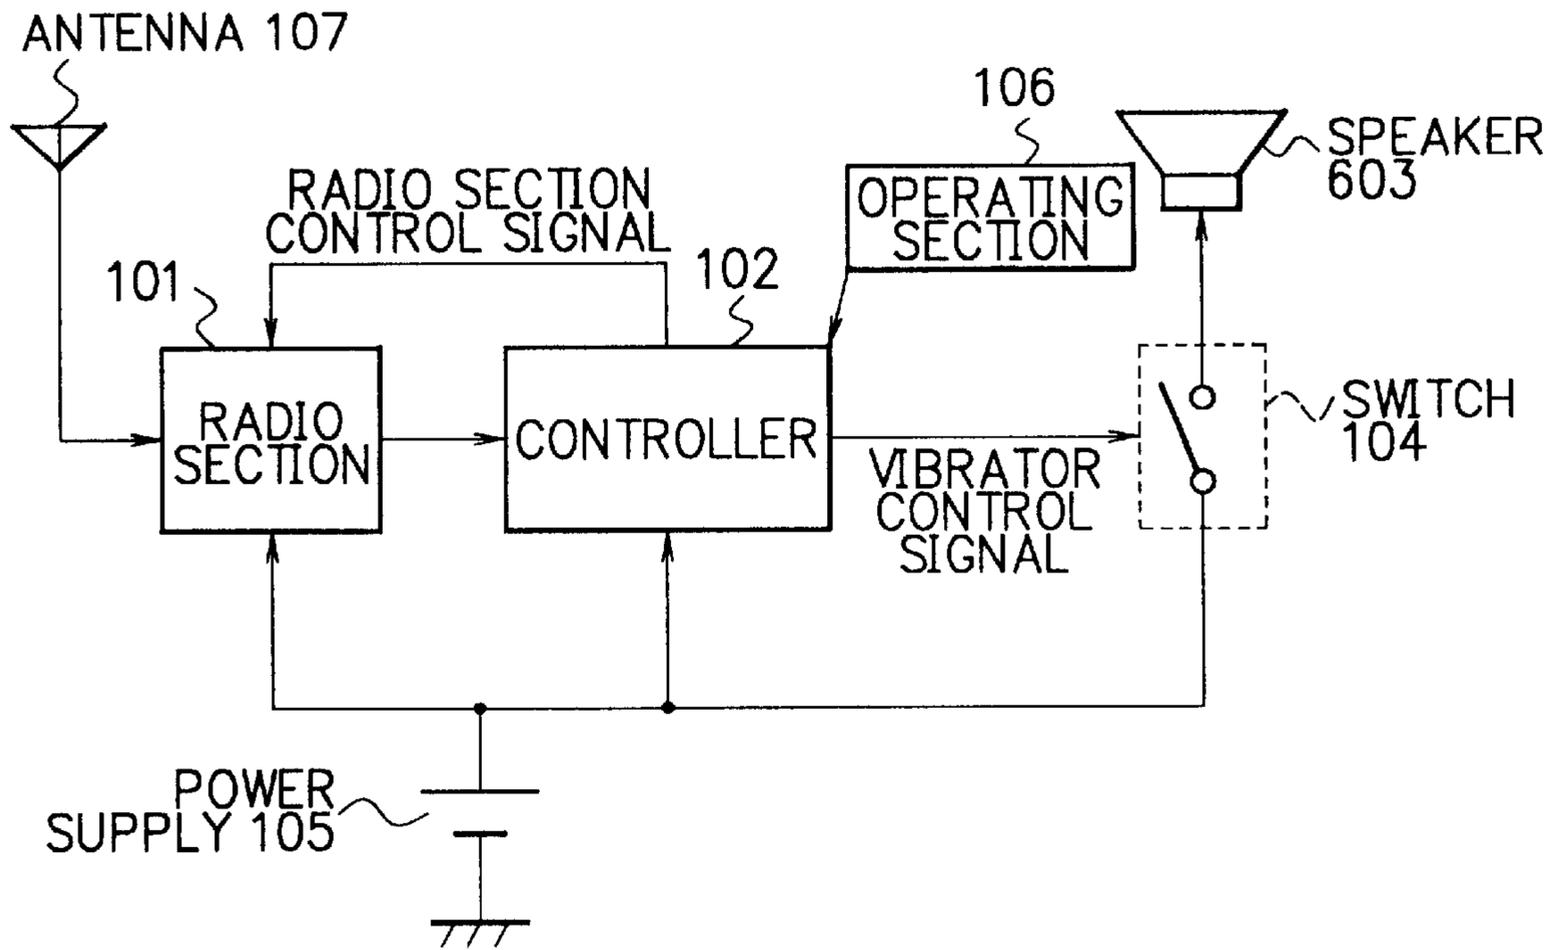 ANTENNA 107
106
SPEAKER
603
RADIO SECTION
CONTROL SIGNAL
OPERATING
SECTION
101
102
RADIO
SECTION
CONTROLLER
SWITCH
104
VIBRATOR
CONTROL
SIGNAL
POWER
SUPPLY 105